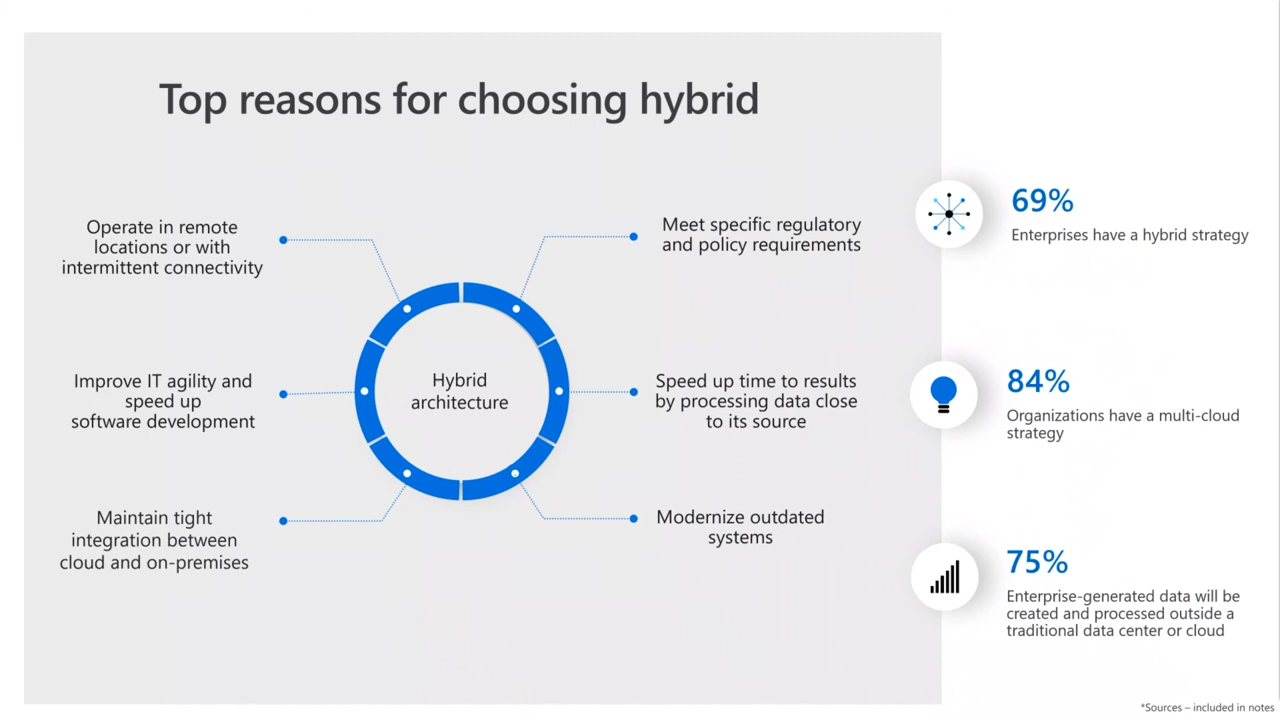 Top reasons for choosing hybrid
Operate in remote
locations or with
intermittent connectivity
Improve IT agility and
speed up
software development
Maintain tight
integration between
cloud and on-premises
Hybrid
architecture
Meet specific regulatory
and policy requirements
Speed up time to results
by processing data close
to its source
Modernize outdated
systems
69%
Enterprises have a hybrid strategy
84%
Organizations have a multi-cloud
strategy
75%
Enterprise-generated data will be
created and processed outside a
traditional data center or cloud
*Sources – included in notes